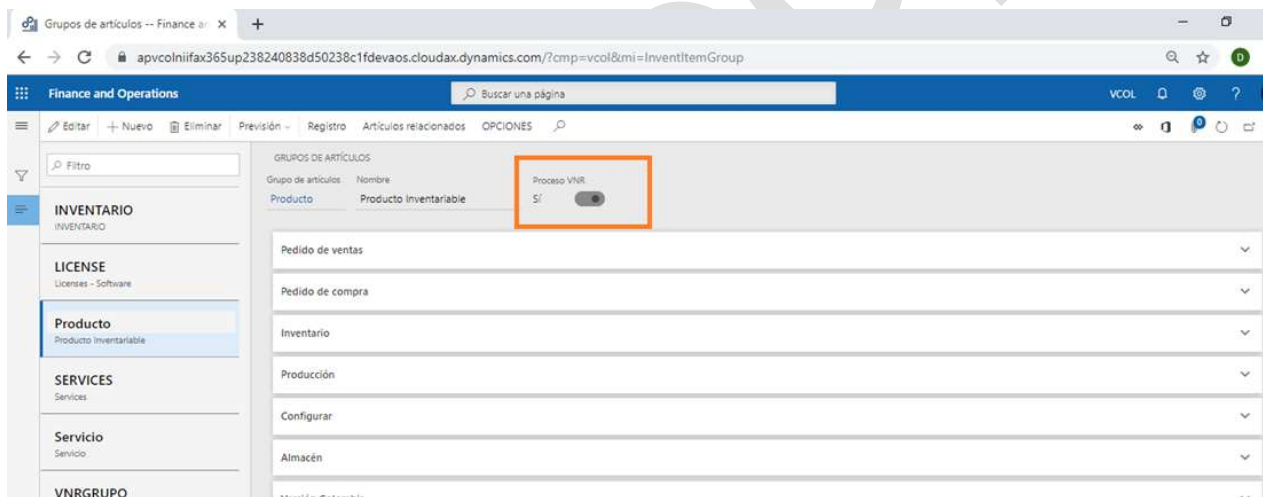 Grupos de artículos -- Finance ar
apvcolniifax365up238240838d50238c1fdevaos.cloudax.dynamics.com/?cmp=vcol&mi=InventItemGroup
D
Finance and Operations
Buscar una página
VCOL
?
Editar
Nuevo
Eliminar
Previsión
Registro
Artículos relacionados
OPCIONES
0
Filtro
GRUPOS DE ARTÍCULOS
Grupo de artículos Nombre Proceso VNR
Producto Producto Inventariable Sí
INVENTARIO
INVENTARIO
LICENSE
Licenses - Software
Producto
Producto Inventariable
SERVICES
Services
Servicio
Servicio
VNRGRUPO
Pedido de ventas
Pedido de compra
Inventario
Producción
Configurar
Almacén